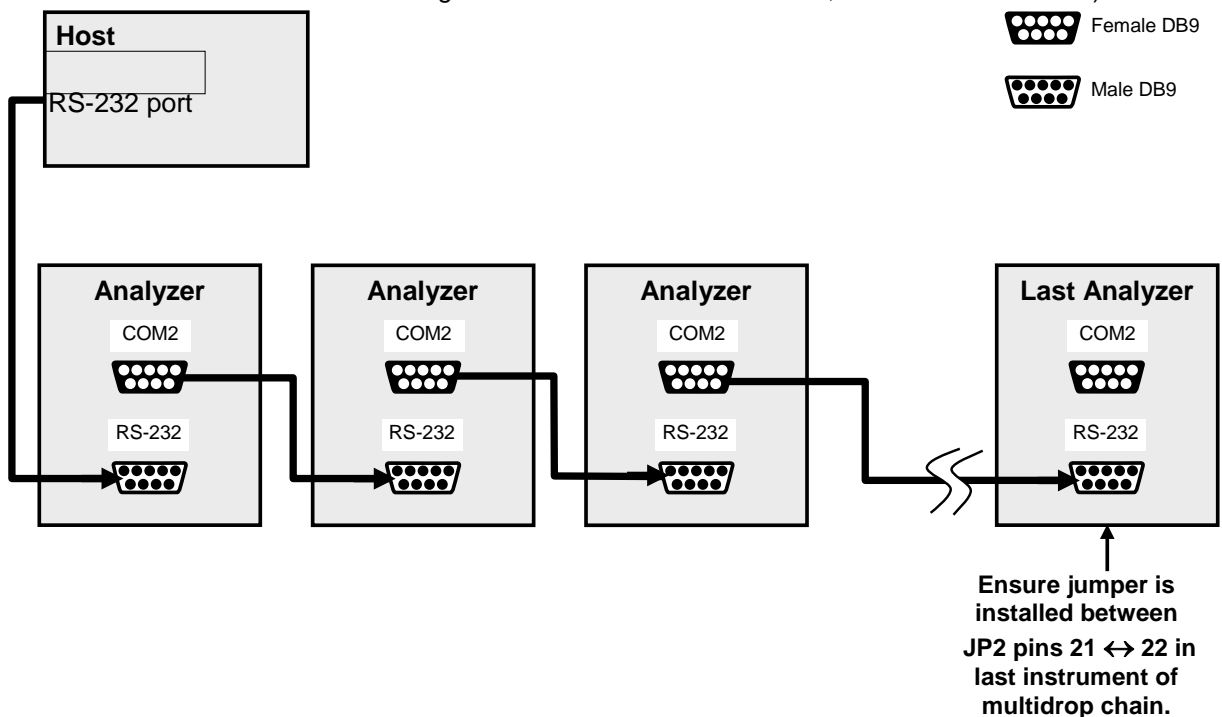 Female DB9
Male DB9
Host
RS-232 port
Analyzer
COM2
RS-232
Analyzer
COM2
RS-232
Analyzer
COM2
RS-232
Last Analyzer
COM2
RS-232
Ensure jumper is
installed between
JP2 pins 21 ↔ 22 in
last instrument of
multidrop chain.